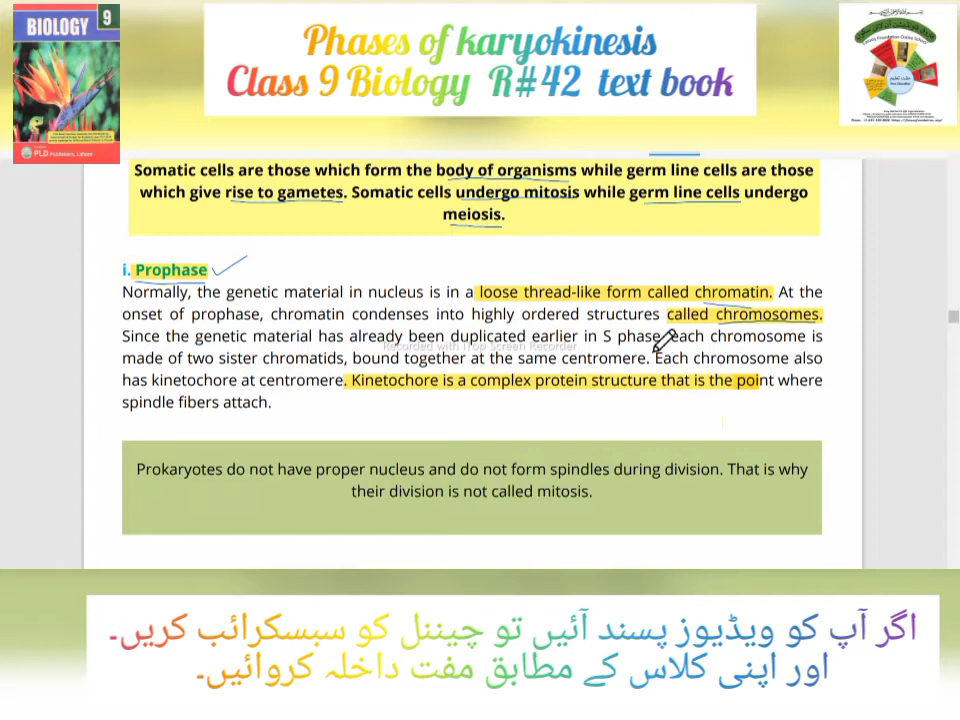 BIOLOGY 9
PLD Publishers, Lahore
Phases of karyokinesis
Class 9 Biology R#42 text book
Somatic cells are those which form the body of organisms while germ line cells are those
which give rise to gametes. Somatic cells undergo mitosis while germ line cells undergo
meiosis.
i. Prophase
Normally, the genetic material in nucleus is in a loose thread-like form called chromatin. At the
onset of prophase, chromatin condenses into highly ordered structures called chromosomes.
Since the genetic material has already been duplicated earlier in S phase, each chromosome is
Recorded with iTop Screen Recorder
made of two sister chromatids, bound together at the same centromere. Each chromosome also
has kinetochore at centromere. Kinetochore is a complex protein structure that is the point where
spindle fibers attach.
Prokaryotes do not have proper nucleus and do not form spindles during division. That is why
their division is not called mitosis.
اگر آپ کو ویڈیوز پسند آئیں تو چیننل کو سبسکرائب کریں۔
اور اپنی کلاس کے مطابق مفت داخلہ کروائیں۔